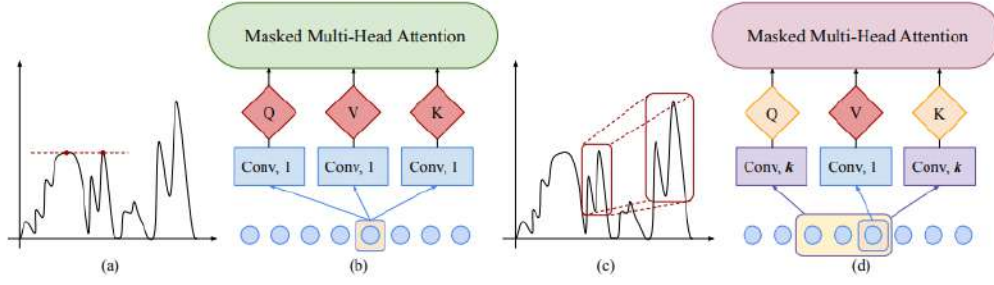 Masked Multi-Head Attention
Q
V
K
Conv, 1
Conv, 1
Conv, 1
(a)
(b)
Masked Multi-Head Attention
Q
V
K
Conv, k
Conv, 1
Conv, k
(c)
(d)